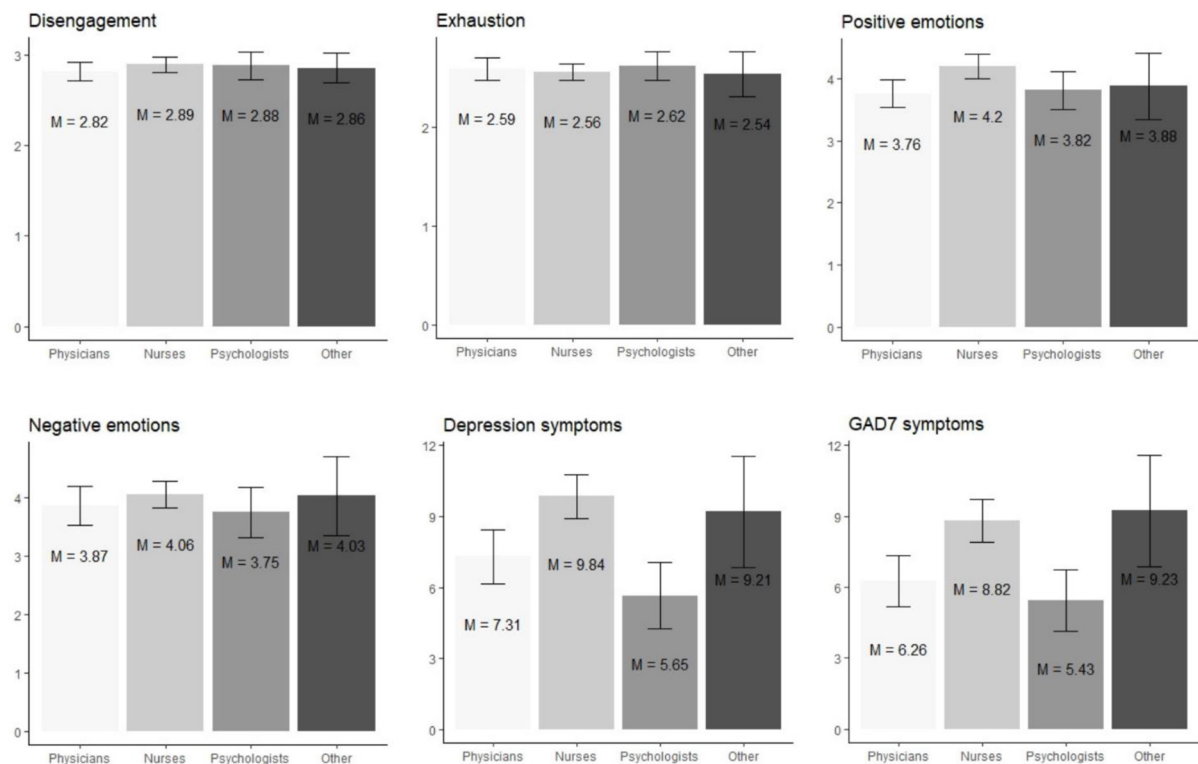 Disengagement
3
2
1
0
M = 2.82
M = 2.89
M = 2.88
M = 2.86
Physicians
Nurses
Psychologists
Other
Exhaustion
2
1
0
M = 2.59
M = 2.56
M = 2.62
M = 2.54
Physicians
Nurses
Psychologists
Other
Positive emotions
4
3
2
1
0
M = 3.76
M = 4.2
M = 3.82
M = 3.88
Physicians
Nurses
Psychologists
Other
Negative emotions
4
3
2
1
0
M = 3.87
M = 4.06
M = 3.75
M = 4.03
Physicians
Nurses
Psychologists
Other
Depression symptoms
12
9
6
3
0
M = 7.31
M = 9.84
M = 5.65
M = 9.21
Physicians
Nurses
Psychologists
Other
GAD7 symptoms
12
9
6
3
0
M = 6.26
M = 8.82
M = 5.43
M = 9.23
Physicians
Nurses
Psychologists
Other